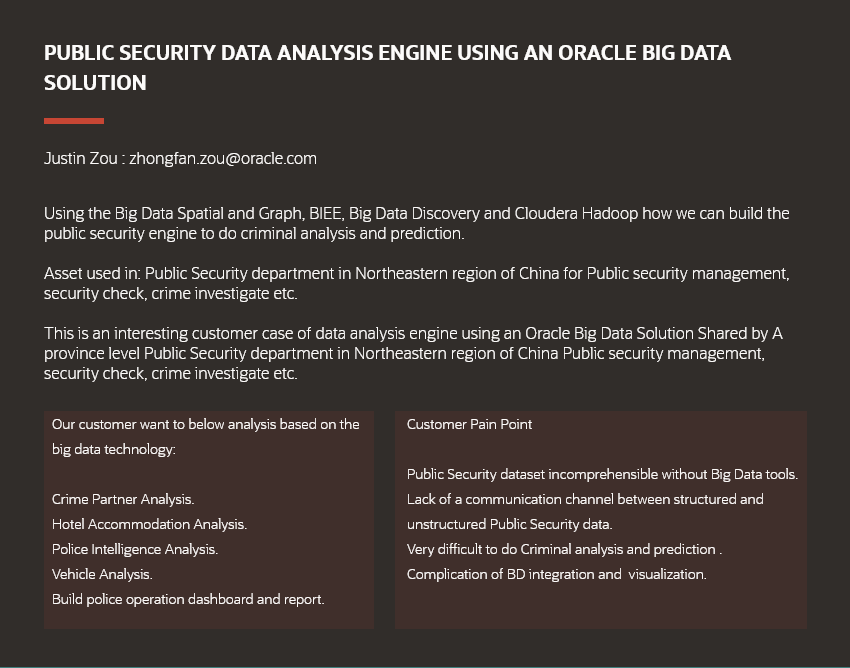 PUBLIC SECURITY DATA ANALYSIS ENGINE USING AN ORACLE BIG DATA
SOLUTION
Justin Zou : zhongfan.zou@oracle.com
Using the Big Data Spatial and Graph, BIEE, Big Data Discovery and Cloudera Hadoop how we can build the
public security engine to do criminal analysis and prediction.
Asset used in: Public Security department in Northeastern region of China for Public security management,
security check, crime investigate etc.
This is an interesting customer case of data analysis engine using an Oracle Big Data Solution Shared by A
province level Public Security department in Northeastern region of China Public security management,
security check, crime investigate etc.
Our customer want to below analysis based on the
big data technology:
Crime Partner Analysis.
Hotel Accommodation Analysis.
Police Intelligence Analysis.
Vehicle Analysis.
Build police operation dashboard and report.
Customer Pain Point
Public Security dataset incomprehensible without Big Data tools.
Lack of a communication channel between structured and
unstructured Public Security data.
Very difficult to do Criminal analysis and prediction .
Complication of BD integration and  visualization.